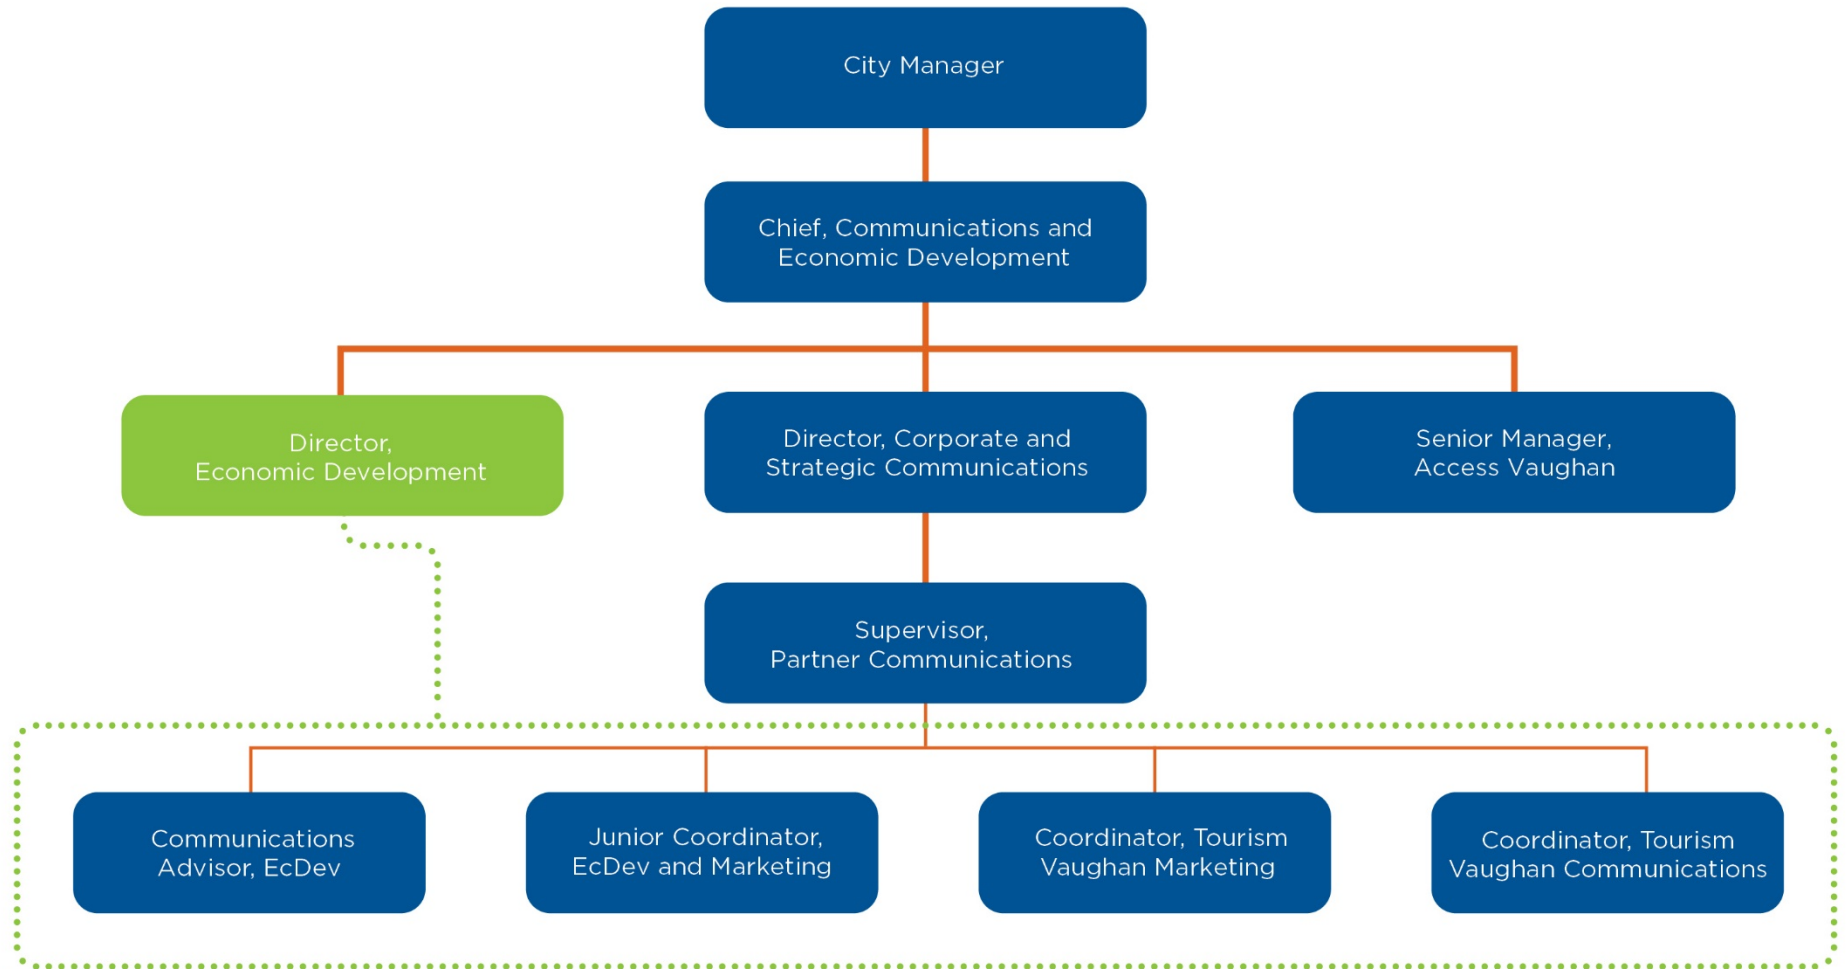 City Manager
Chief, Communications and
Economic Development
Director,
Economic Development
Director, Corporate and
Strategic Communications
Senior Manager,
Access Vaughan
Supervisor,
Partner Communications
Communications
Advisor, EcDev
Junior Coordinator,
EcDev and Marketing
Coordinator, Tourism
Vaughan Marketing
Coordinator, Tourism
Vaughan Communications